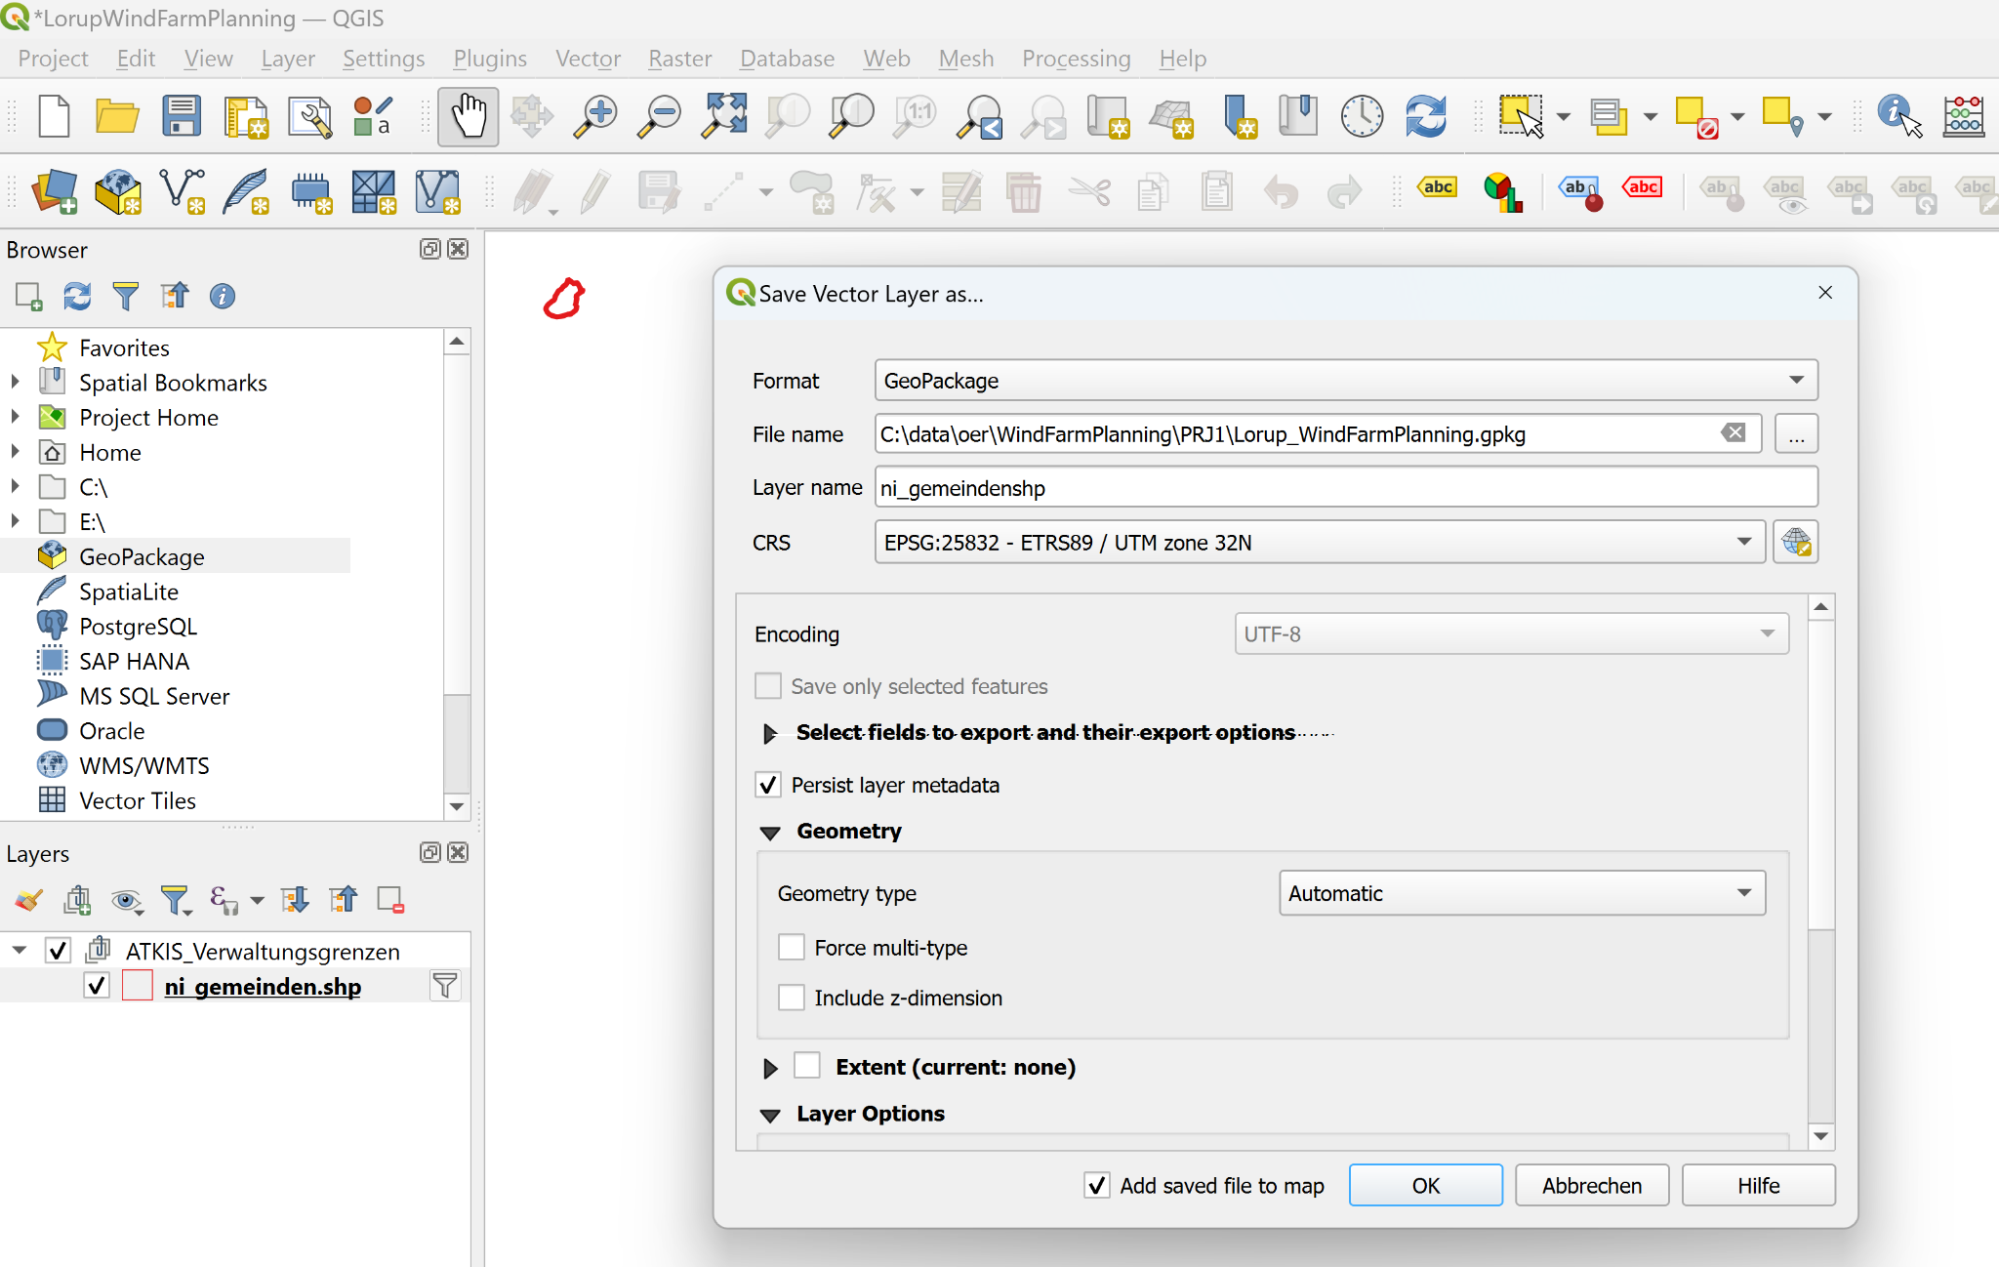 *LorupWindFarmPlanning — QGIS
Project Edit View Layer Settings Plugins Vector Raster Database Web Mesh Processing Help
a
1:1
abc ab abc ab abc abc abc abc
Browser
Favorites
Spatial Bookmarks
Project Home
Home
C:\
E:\
GeoPackage
SpatiaLite
PostgreSQL
SAP HANA
MS SQL Server
Oracle
WMS/WMTS
Vector Tiles
Layers
ATKIS_Verwaltungsgrenzen
ni_gemeinden.shp
Save Vector Layer as...
Format GeoPackage
File name C:\data\oer\WindFarmPlanning\PRJ1\Lorup_WindFarmPlanning.gpkg ...
Layer name ni_gemeindenshp
CRS EPSG:25832 - ETRS89 / UTM zone 32N
Encoding UTF-8
Save only selected features
Select fields to export and their export options
Persist layer metadata
Geometry
Geometry type Automatic
Force multi-type
Include z-dimension
Extent (current: none)
Layer Options
Add saved file to map OK Abbrechen Hilfe